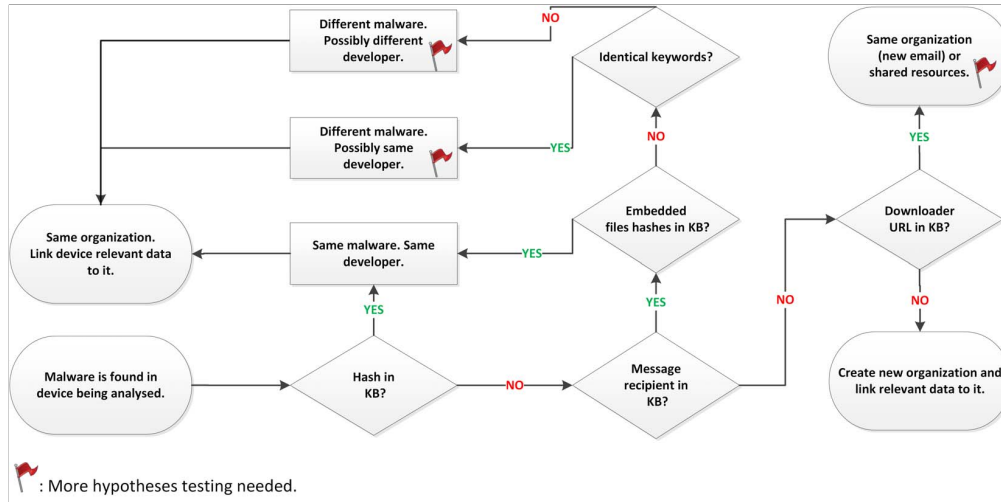 Different malware.
Possibly different
developer.
NO
Identical keywords?
Same organization
(new email) or
shared resources.
Different malware.
Possibly same
developer.
YES
NO
YES
Same organization.
Link device relevant data
to it.
Same malware. Same
developer.
YES
Embedded
files hashes in KB?
Downloader
URL in KB?
YES
YES
NO
NO
Malware is found in
device being analysed.
Hash in
KB?
NO
Message
recipient in
KB?
Create new organization and
link relevant data to it.
: More hypotheses testing needed.